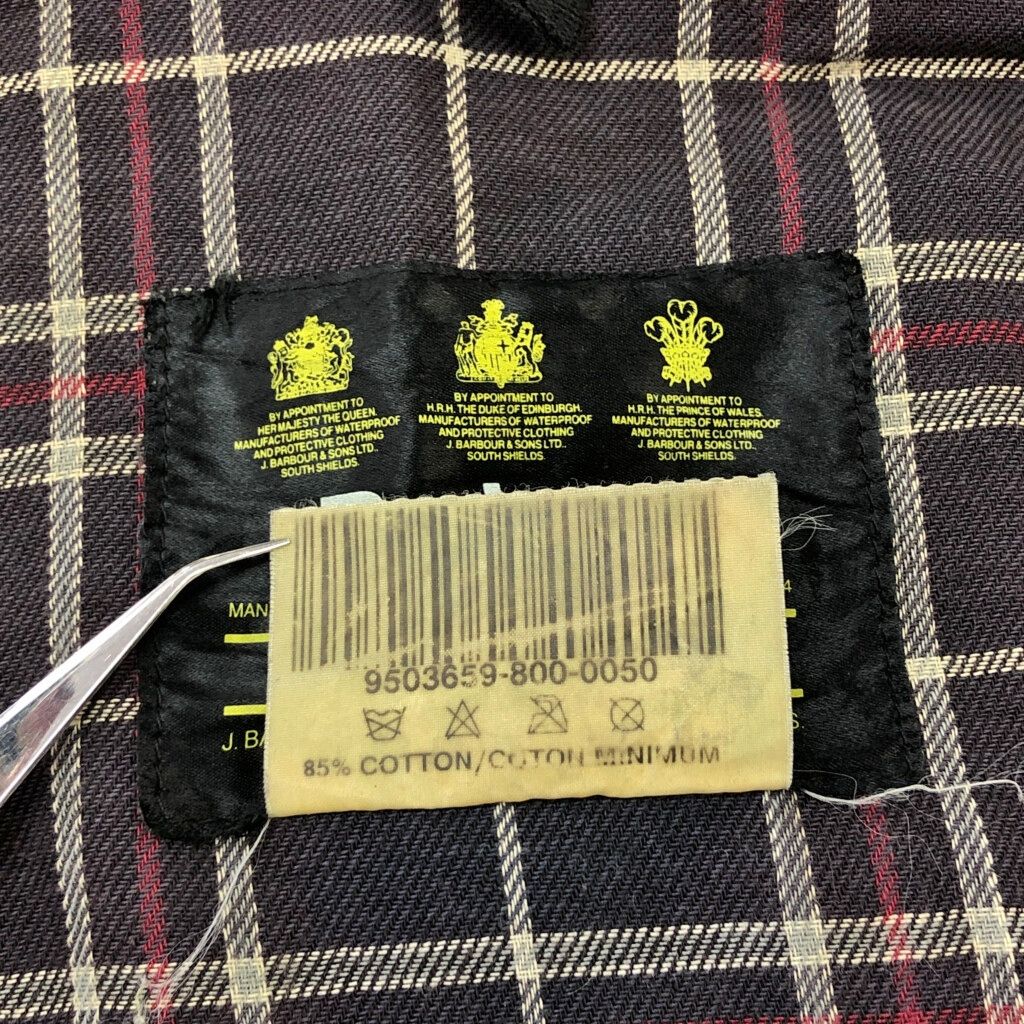 BY APPOINTMENT TO
HER MAJESTY THE QUEEN.
MANUFACTURERS OF WATERPROOF
AND PROTECTIVE CLOTHING
J. BARBOUR & SONS LTD.,
SOUTH SHIELDS.
BY APPOINTMENT TO
H.R.H. THE DUKE OF EDINBURGH.
MANUFACTURERS OF WATERPROOF
AND PROTECTIVE CLOTHING
J. BARBOUR & SONS LTD.,
SOUTH SHIELDS.
BY APPOINTMENT TO
H.R.H. THE PRINCE OF WALES.
MANUFACTURERS OF WATERPROOF
AND PROTECTIVE CLOTHING
J. BARBOUR & SONS LTD.,
SOUTH SHIELDS.
MAN
4
9503659-800-0050
J. BA
S.
85% COTTON/COTON MINIMUM